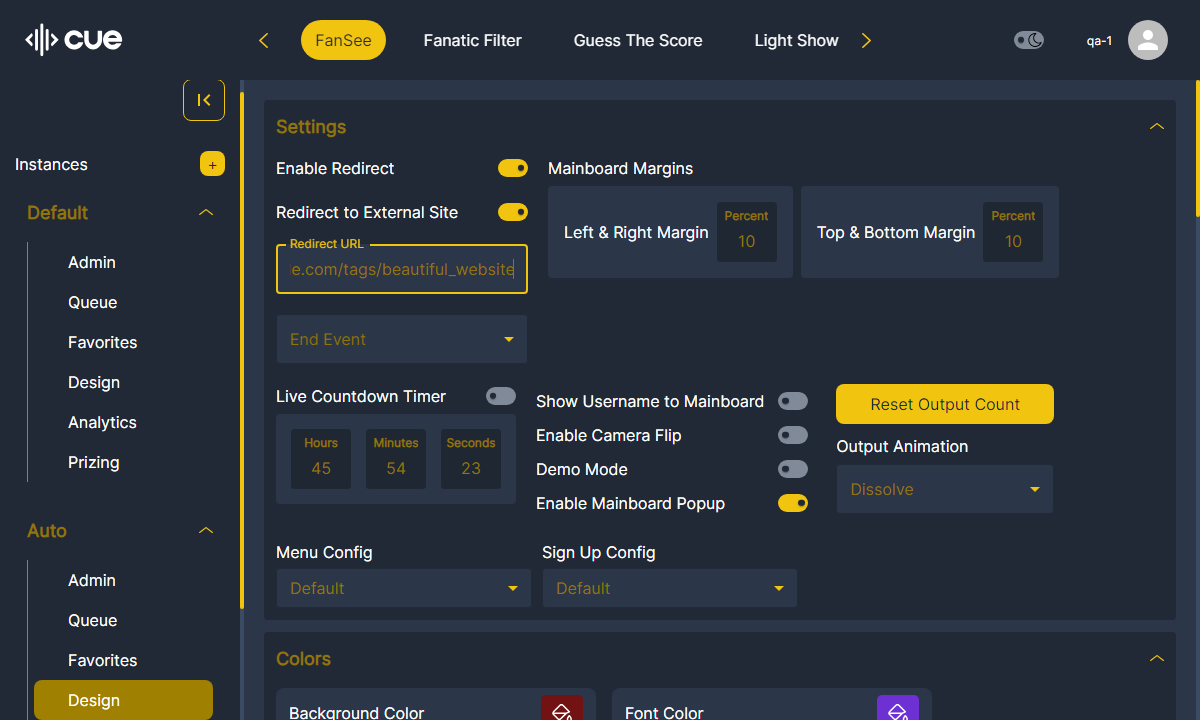 cue
FanSee
Fanatic Filter
Guess The Score
Light Show
qa-1
Instances
+
Default
Admin
Queue
Favorites
Design
Analytics
Prizing
Auto
Admin
Queue
Favorites
Design
Settings
Enable Redirect
Redirect to External Site
Redirect URL
e.com/tags/beautiful_website
End Event
Mainboard Margins
Left & Right Margin
Percent
10
Top & Bottom Margin
Percent
10
Live Countdown Timer
Hours
45
Minutes
54
Seconds
23
Show Username to Mainboard
Enable Camera Flip
Demo Mode
Enable Mainboard Popup
Reset Output Count
Output Animation
Dissolve
Menu Config
Default
Sign Up Config
Default
Colors
Background Color
Font Color